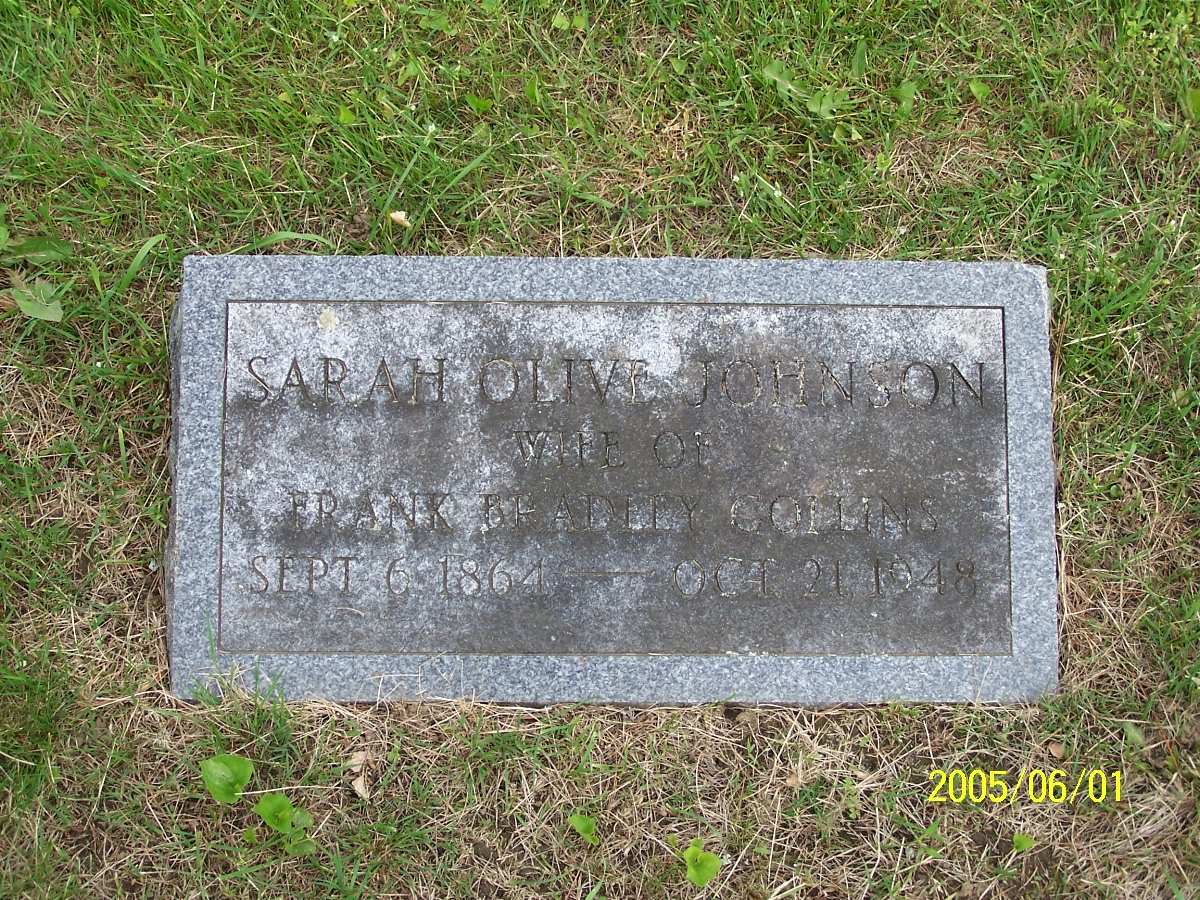 SARAH OLIVE JOHNSON
WIFE OF
FRANK BRADLEY COLLINS
SEPT. 6, 1864 — OCT. 21, 1948
2005/06/01